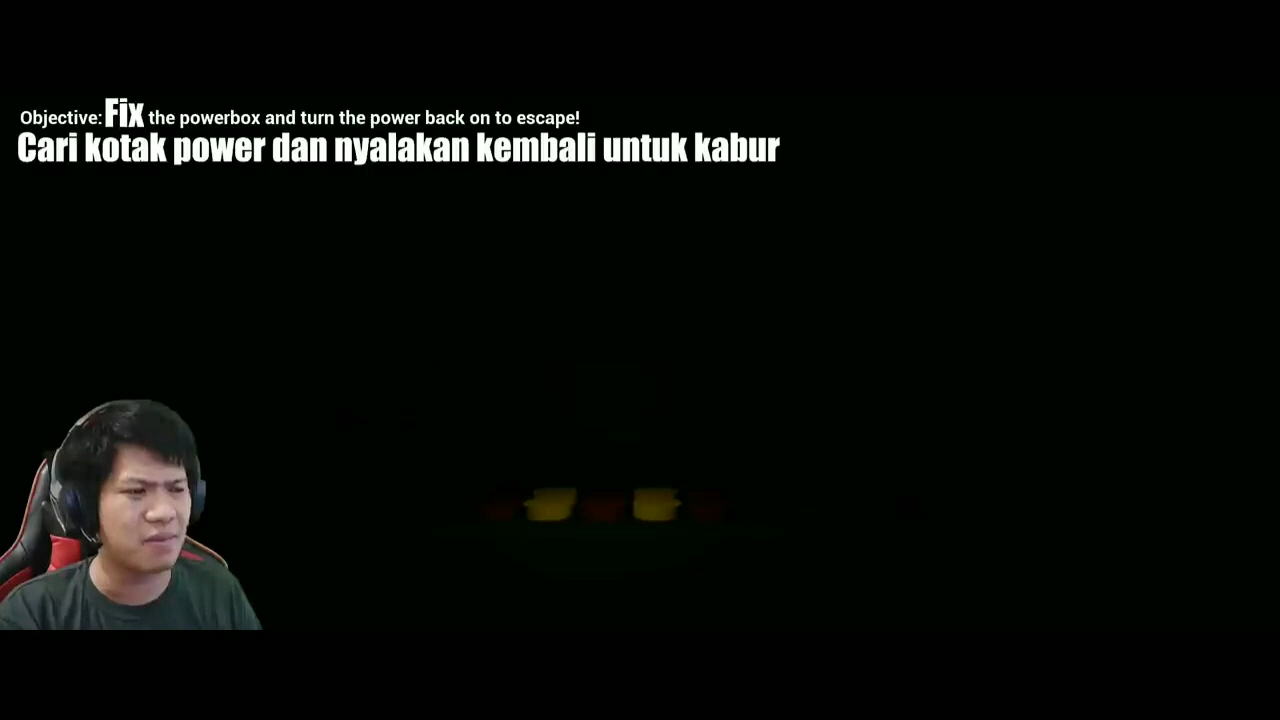 Objective: Fix the powerbox and turn the power back on to escape!
Cari kotak power dan nyalakan kembali untuk kabur